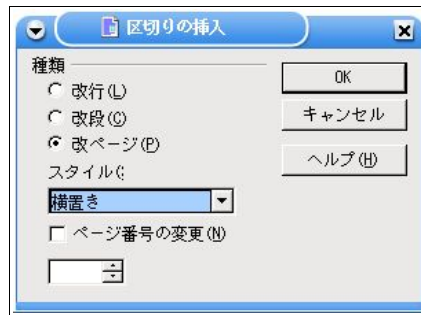 区切りの挿入
種類
改行(L)
改段(C)
改ページ(P)
スタイル(:
横置き
ページ番号の変更(N)
OK
キャンセル
ヘルプ(H)